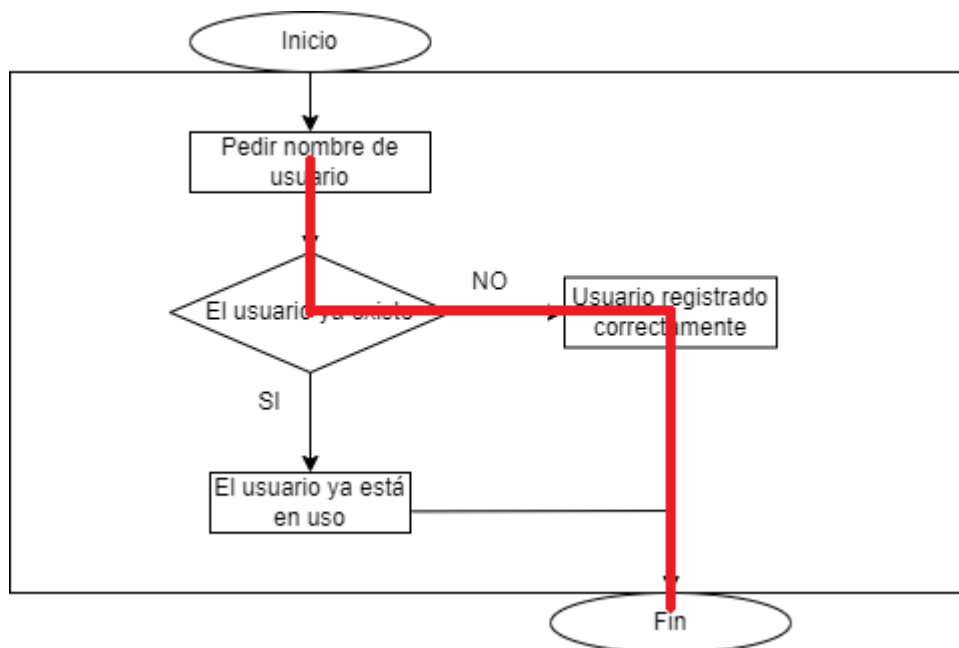 Inicio
Pedir nombre de
usuario
El usuario ya existe
NO
Usuario registrado
correctamente
SI
El usuario ya está
en uso
Fin